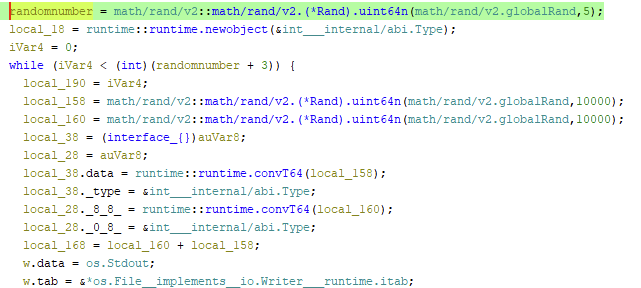 randomnumber = math/rand/v2::math/rand/v2.(*Rand).uint64n(math/rand/v2.globalRand,5);
local_18 = runtime::runtime.newobject(&int___internal/abi.Type);
iVar4 = 0;
while (iVar4 < (int)(randomnumber + 3)) {
local_190 = iVar4;
local_158 = math/rand/v2::math/rand/v2.(*Rand).uint64n(math/rand/v2.globalRand,10000);
local_160 = math/rand/v2::math/rand/v2.(*Rand).uint64n(math/rand/v2.globalRand,10000);
local_38 = (interface_{})auVar8;
local_28 = auVar8;
local_38.data = runtime::runtime.convT64(local_158);
local_38._type = &int___internal/abi.Type;
local_28._8_8_ = runtime::runtime.convT64(local_160);
local_28._0_8_ = &int___internal/abi.Type;
local_168 = local_160 + local_158;
w.data = os.Stdout;
w.tab = &*os.File__implements__io.Writer___runtime.itab;